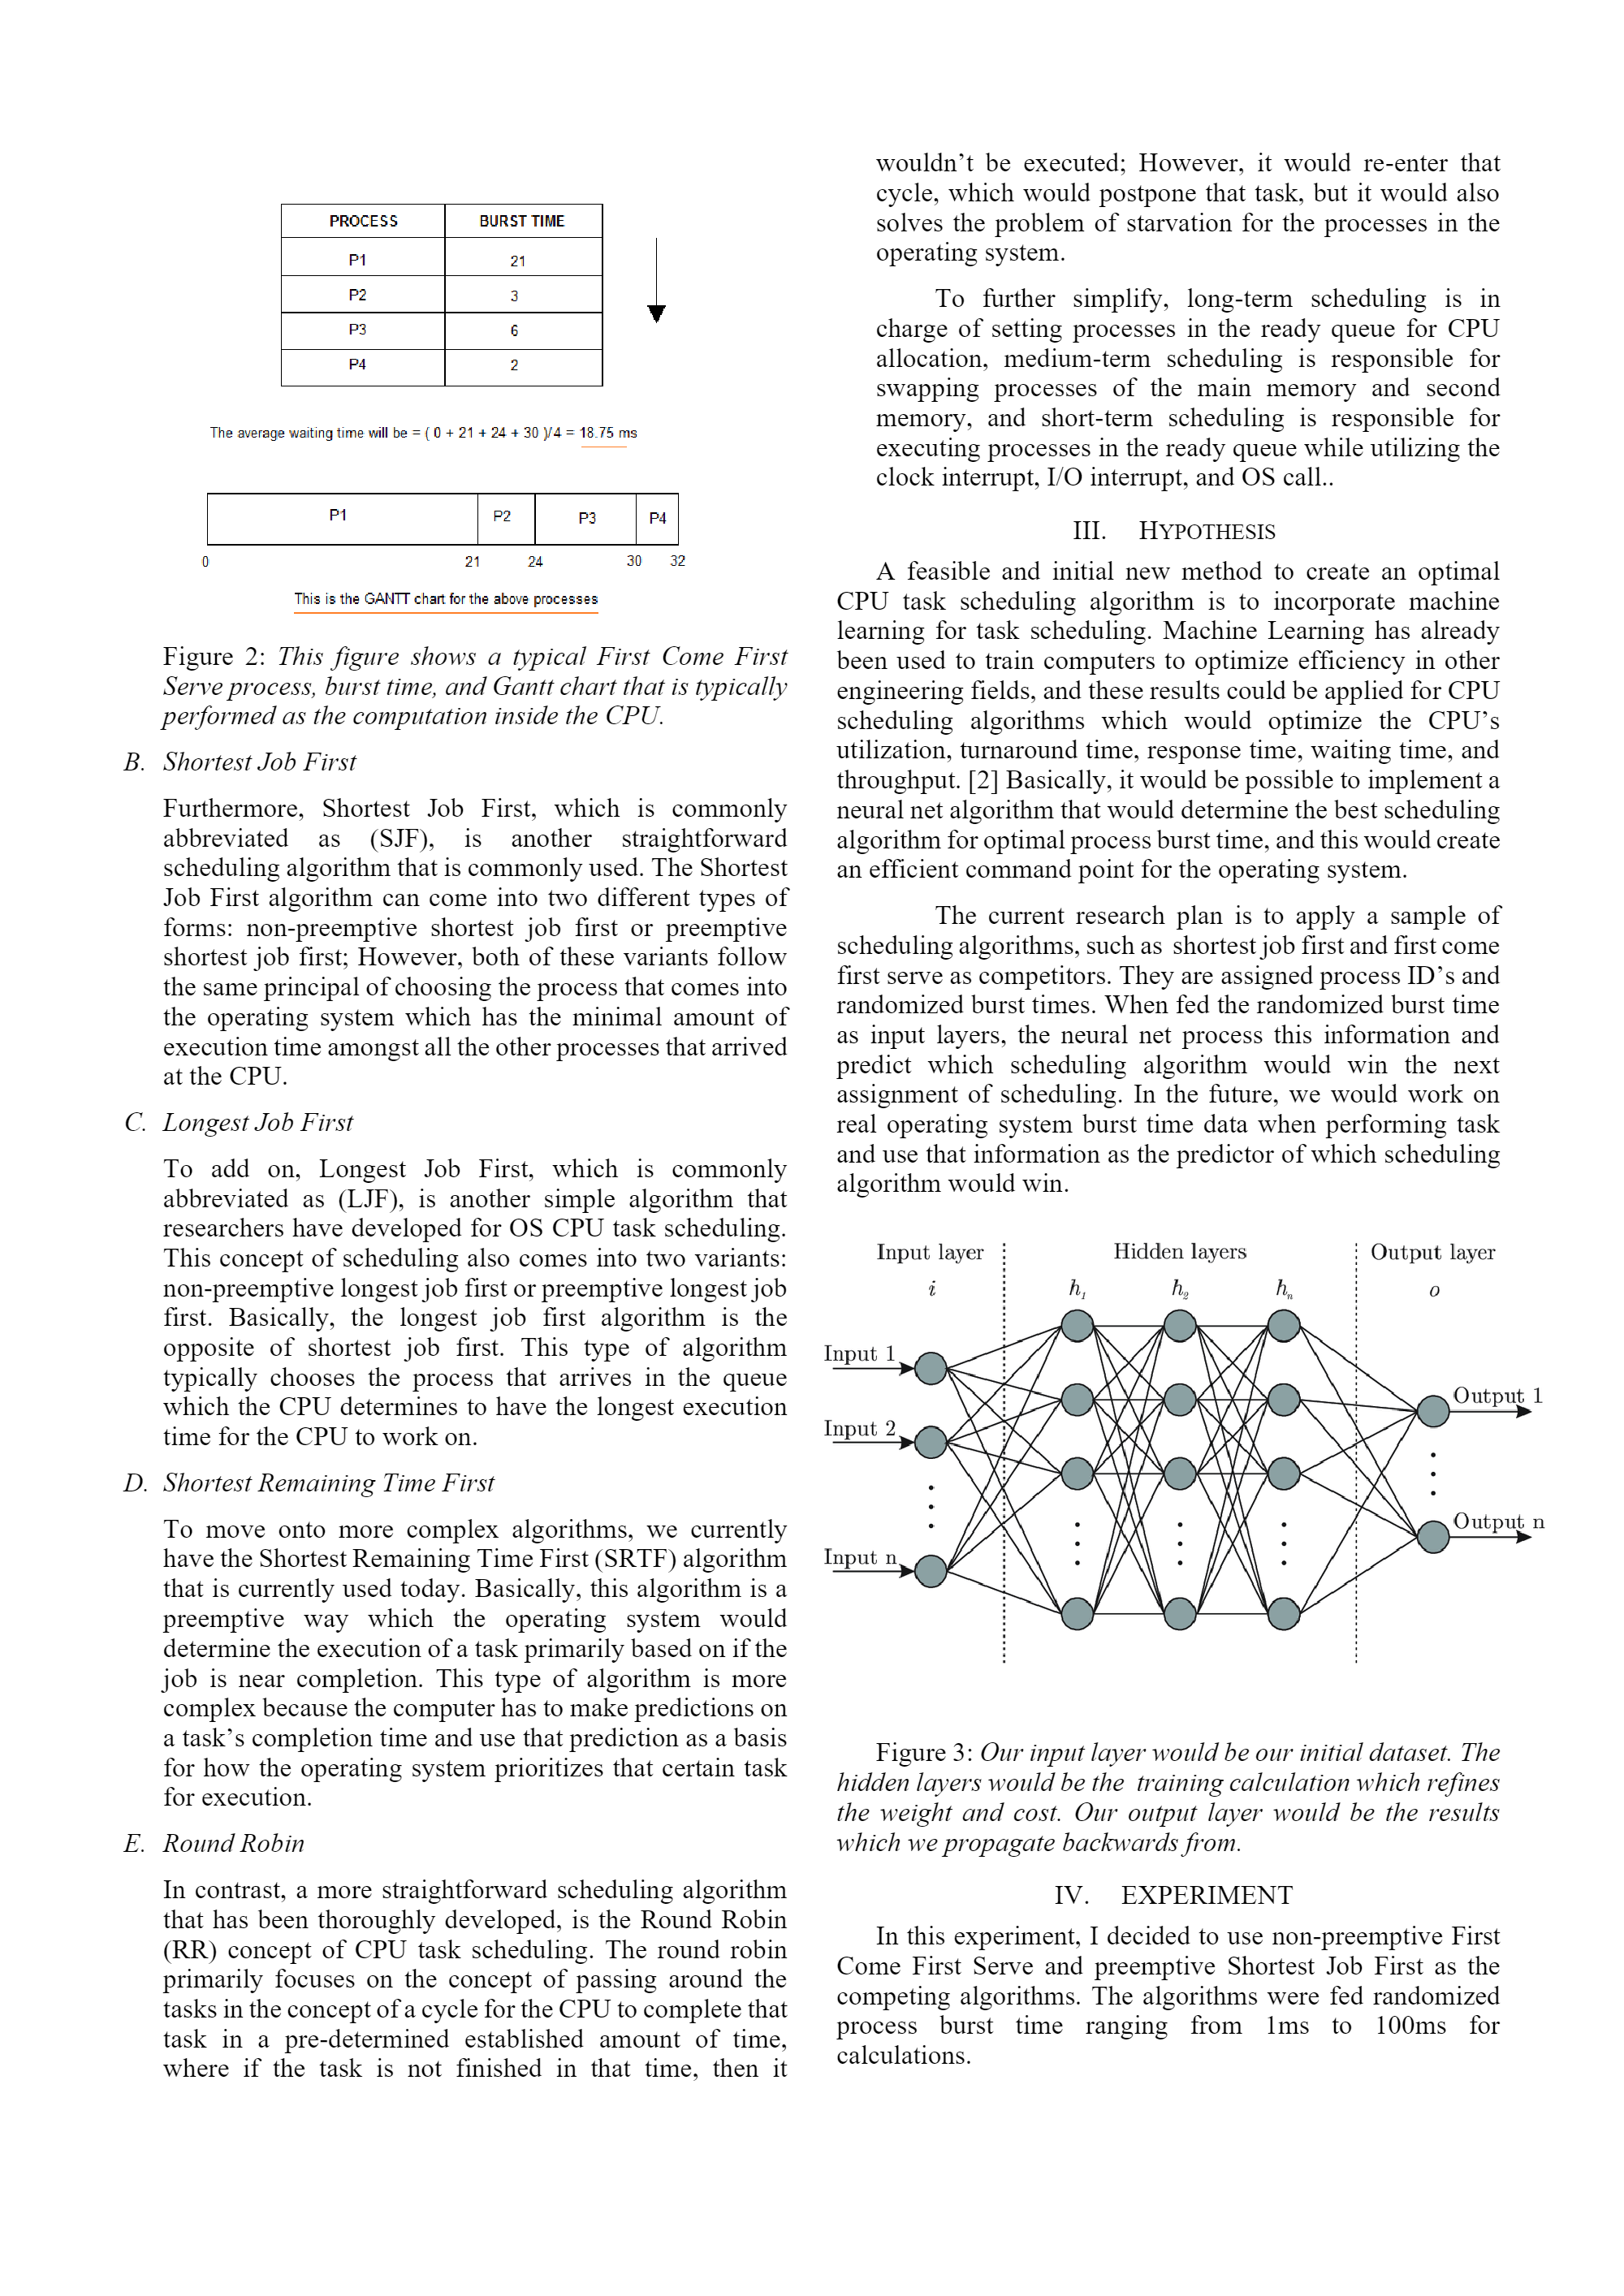 PROCESS BURST TIME
P1 21
P2 3
P3 6
P4 2
The average waiting time will be = ( 0 + 21 + 24 + 30 )/4 = 18.75 ms
P1 P2 P3 P4
0 21 24 30 32
This is the GANTT chart for the above processes
Figure 2: This figure shows a typical First Come First
Serve process, burst time, and Gantt chart that is typically
performed as the computation inside the CPU.
B. Shortest Job First
Furthermore, Shortest Job First, which is commonly
abbreviated as (SJF), is another straightforward
scheduling algorithm that is commonly used. The Shortest
Job First algorithm can come into two different types of
forms: non-preemptive shortest job first or preemptive
shortest job first; However, both of these variants follow
the same principal of choosing the process that comes into
the operating system which has the minimal amount of
execution time amongst all the other processes that arrived
at the CPU.
C. Longest Job First
To add on, Longest Job First, which is commonly
abbreviated as (LJF), is another simple algorithm that
researchers have developed for OS CPU task scheduling.
This concept of scheduling also comes into two variants:
non-preemptive longest job first or preemptive longest job
first. Basically, the longest job first algorithm is the
opposite of shortest job first. This type of algorithm
typically chooses the process that arrives in the queue
which the CPU determines to have the longest execution
time for the CPU to work on.
D. Shortest Remaining Time First
To move onto more complex algorithms, we currently
have the Shortest Remaining Time First (SRTF) algorithm
that is currently used today. Basically, this algorithm is a
preemptive way which the operating system would
determine the execution of a task primarily based on if the
job is near completion. This type of algorithm is more
complex because the computer has to make predictions on
a task's completion time and use that prediction as a basis
for how the operating system prioritizes that certain task
for execution.
E. Round Robin
In contrast, a more straightforward scheduling algorithm
that has been thoroughly developed, is the Round Robin
(RR) concept of CPU task scheduling. The round robin
primarily focuses on the concept of passing around the
tasks in the concept of a cycle for the CPU to complete that
task in a pre-determined established amount of time,
where if the task is not finished in that time, then it
wouldn't be executed; However, it would re-enter that
cycle, which would postpone that task, but it would also
solves the problem of starvation for the processes in the
operating system.
To further simplify, long-term scheduling is in
charge of setting processes in the ready queue for CPU
allocation, medium-term scheduling is responsible for
swapping processes of the main memory and second
memory, and short-term scheduling is responsible for
executing processes in the ready queue while utilizing the
clock interrupt, I/O interrupt, and OS call..
III. HYPOTHESIS
A feasible and initial new method to create an optimal
CPU task scheduling algorithm is to incorporate machine
learning for task scheduling. Machine Learning has already
been used to train computers to optimize efficiency in other
engineering fields, and these results could be applied for CPU
scheduling algorithms which would optimize the CPU's
utilization, turnaround time, response time, waiting time, and
throughput. [2] Basically, it would be possible to implement a
neural net algorithm that would determine the best scheduling
algorithm for optimal process burst time, and this would create
an efficient command point for the operating system.
The current research plan is to apply a sample of
scheduling algorithms, such as shortest job first and first come
first serve as competitors. They are assigned process ID's and
randomized burst times. When fed the randomized burst time
as input layers, the neural net process this information and
predict which scheduling algorithm would win the next
assignment of scheduling. In the future, we would work on
real operating system burst time data when performing task
and use that information as the predictor of which scheduling
algorithm would win.
Input layer Hidden layers Output layer
i h1 h2 hn o
Input 1
Output 1
Input 2
Output n
Input n
Figure 3: Our input layer would be our initial dataset. The
hidden layers would be the training calculation which refines
the weight and cost. Our output layer would be the results
which we propagate backwards from.
IV. EXPERIMENT
In this experiment, I decided to use non-preemptive First
Come First Serve and preemptive Shortest Job First as the
competing algorithms. The algorithms were fed randomized
process burst time ranging from 1ms to 100ms for
calculations.